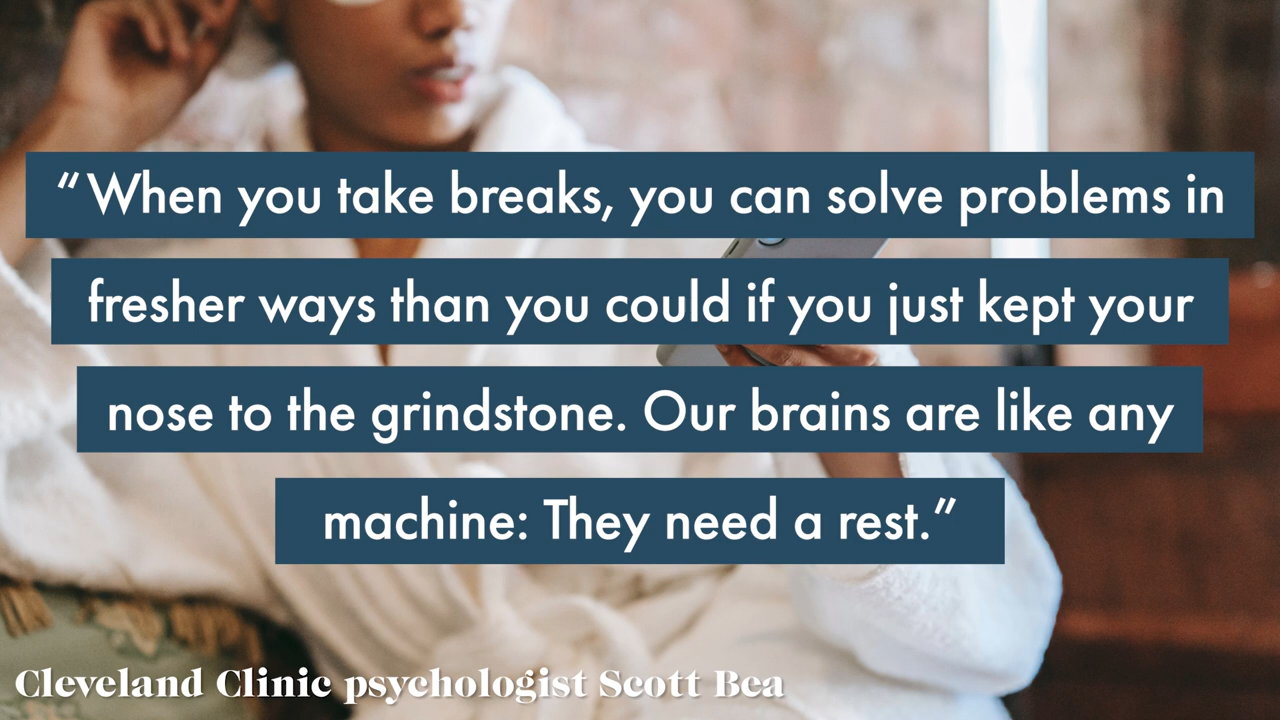 “When you take breaks, you can solve problems in
fresher ways than you could if you just kept your
nose to the grindstone. Our brains are like any
machine: They need a rest.”
Cleveland Clinic psychologist Scott Bea